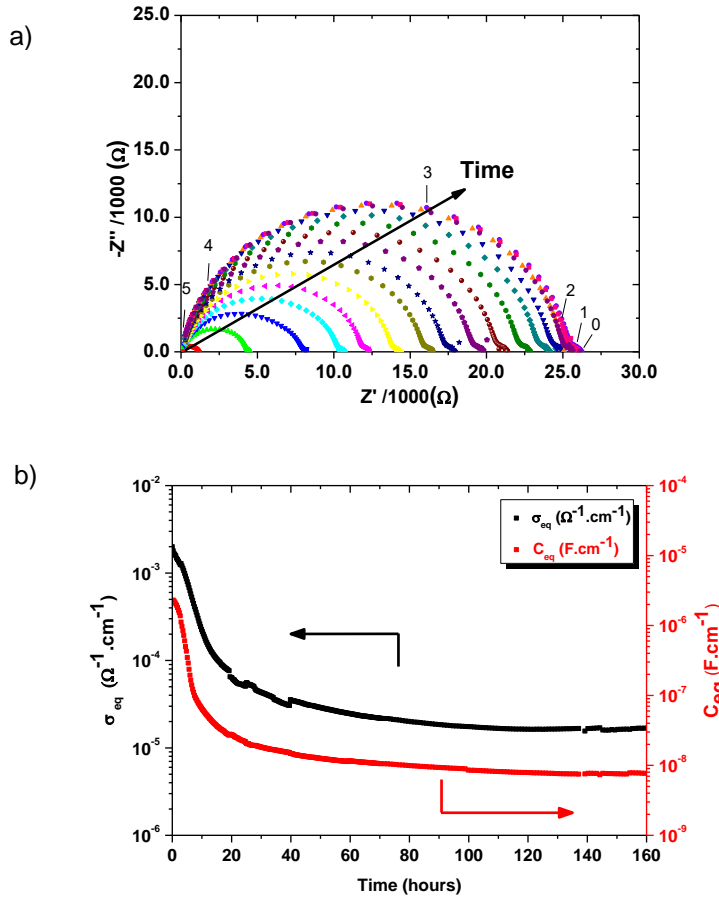 a)
25.0
20.0
15.0
10.0
5.0
0.0
-Z'' /1000 (Ω)
3
Time
4
5
2
1
0
0.0 5.0 10.0 15.0 20.0 25.0 30.0
Z' /1000(Ω)
b)
10⁻²
10⁻³
10⁻⁴
10⁻⁵
10⁻⁶
σeq (Ω⁻¹.cm⁻¹)
σeq (Ω⁻¹.cm⁻¹)
Ceq (F.cm⁻¹)
10⁻⁴
10⁻⁵
10⁻⁶
10⁻⁷
10⁻⁸
10⁻⁹
Ceq (F.cm⁻¹)
0 20 40 60 80 100 120 140 160
Time (hours)